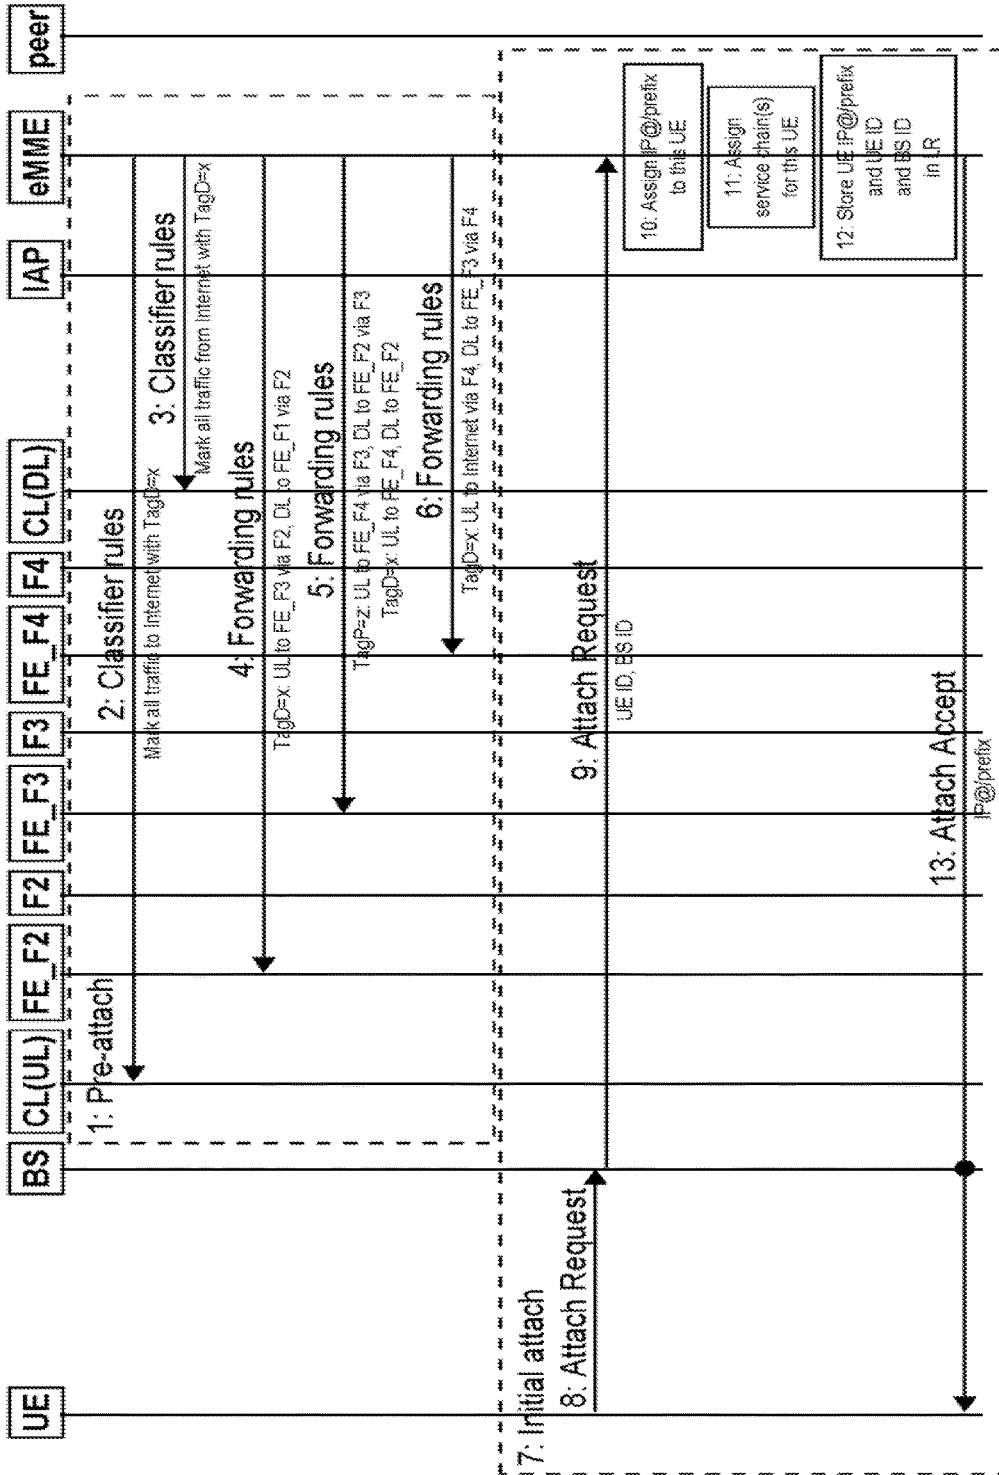 UE
BS
CL(UL)
FE_F2
F2
FE_F3
F3
FE_F4
F4
CL(DL)
IAP
eMME
peer
1: Pre-attach
2: Classifier rules
Mark all traffic to Internet with TagD=x
3: Classifier rules
Mark all traffic from Internet with TagD=x
4: Forwarding rules
TagD=x: UL to FE_F3 via F2, DL to FE_F1 via F2
5: Forwarding rules
TagP=z: UL to FE_F4 via F3, DL to FE_F2 via F3
TagD=x: UL to FE_F4, DL to FE_F2
6: Forwarding rules
TagD=x: UL to Internet via F4, DL to FE_F3 via F4
7: Initial attach
8: Attach Request
9: Attach Request
UE ID, BS ID
10: Assign IP@/prefix
to this UE
11: Assign
service chain(s)
for this UE
12: Store UE IP@/prefix
and UE ID
and BS ID
in LR
13: Attach Accept
IP@/prefix